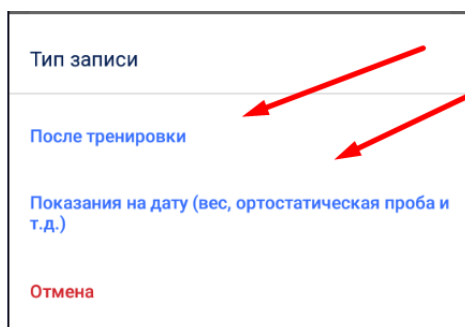 Тип записи
После тренировки
Показания на дату (вес, ортостатическая проба и
т.д.)
Отмена